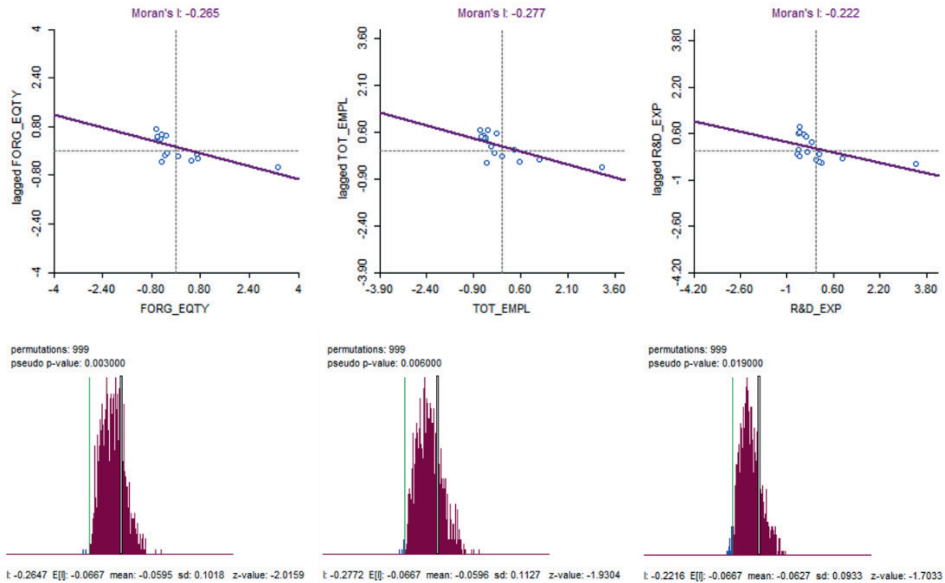 Moran's I: -0.265
lagged FORG_EQTY
4
2.40
0.80
-0.80
-2.40
-4
-4 -2.40 -0.80 0.80 2.40 4
FORG_EQTY
Moran's I: -0.277
lagged TOT_EMPL
3.60
2.10
0.60
-0.90
-2.40
-3.90
-3.90 -2.40 -0.90 0.60 2.10 3.60
TOT_EMPL
Moran's I: -0.222
lagged R&D_EXP
3.80
2.20
0.60
-1
-2.60
-4.20
-4.20 -2.60 -1 0.60 2.20 3.80
R&D_EXP
permutations: 999
pseudo p-value: 0.003000
I: -0.2647 E[I]: -0.0667 mean: -0.0595 sd: 0.1018 z-value: -2.0159
permutations: 999
pseudo p-value: 0.006000
I: -0.2772 E[I]: -0.0667 mean: -0.0596 sd: 0.1127 z-value: -1.9304
permutations: 999
pseudo p-value: 0.019000
I: -0.2216 E[I]: -0.0667 mean: -0.0627 sd: 0.0933 z-value: -1.7033